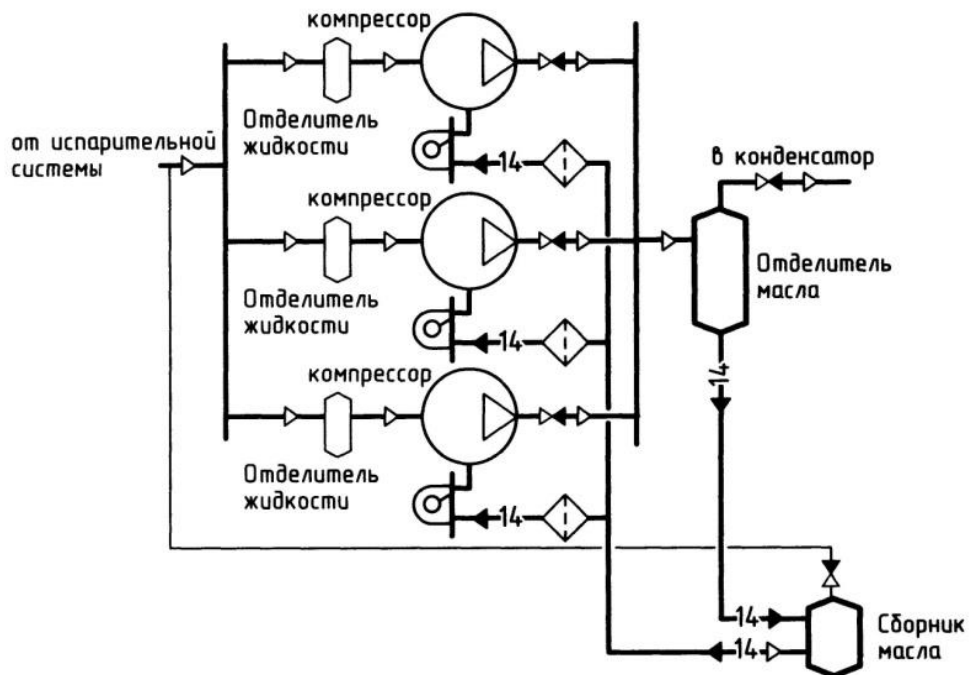 компрессор
Отделитель
жидкости
14
от испарительной
системы
в конденсатор
компрессор
Отделитель
масла
Отделитель
жидкости
14
14
компрессор
Отделитель
жидкости
14
14
Сборник
масла
14